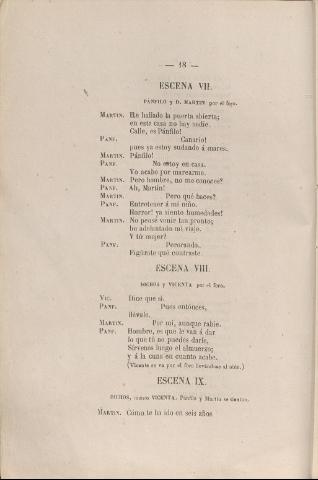 — 18 —
ESCENA VII.
PÁNFILO y D. MARTIN por el foro.
MARTIN. He hallado la puerta abierta;
en esta casa no hay nadie.
Calle, es Pánfilo!
PANF. Canario!
pues ya estoy sudando á mares.
MARTIN. Pánfilo!
PANF. No estoy en casa.
Yo acabo por marearme.
MARTIN. Pero hombre, no me conoces?
PANF. Ah, Martin!
MARTIN. Pero qué haces?
PANF. Entretener á mi niño.
Horror! ya siento humedades!
MARTIN. No pensé venir tan pronto;
he adelantado mi viaje.
Y tú mujer?
PANF. Perorando.
Figúrate qué contraste.
ESCENA VIII.
DICHOS y VICENTA por el foro.
VIC. Dice que sí.
PANF. Pues entónces,
llévale.
MARTIN. Por mí, aunque rabie.
PANF. Hombre, es que le van á dar
lo que tú no puedes darle.
Sírvenos luego el almuerzo;
y á la cama en cuanto acabe.
(Vicenta se va por el foro llevándose al niño.)
ESCENA IX.
DICHOS, ménos VICENTA. Pánfilo y Martin se sientan.
MARTIN. Cómo te ha ido en seis años